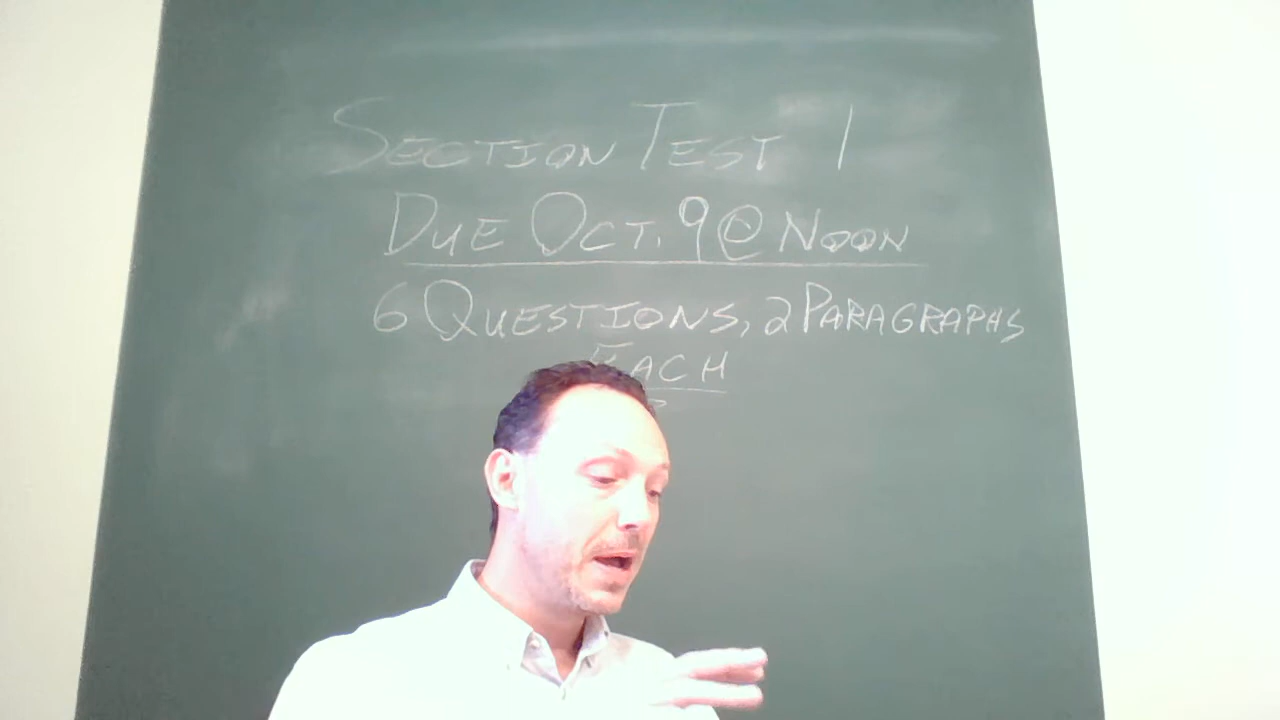 SECTION TEST 1
DUE OCT. 9 @ NOON
6 QUESTIONS, 2 PARAGRAPHS
EACH